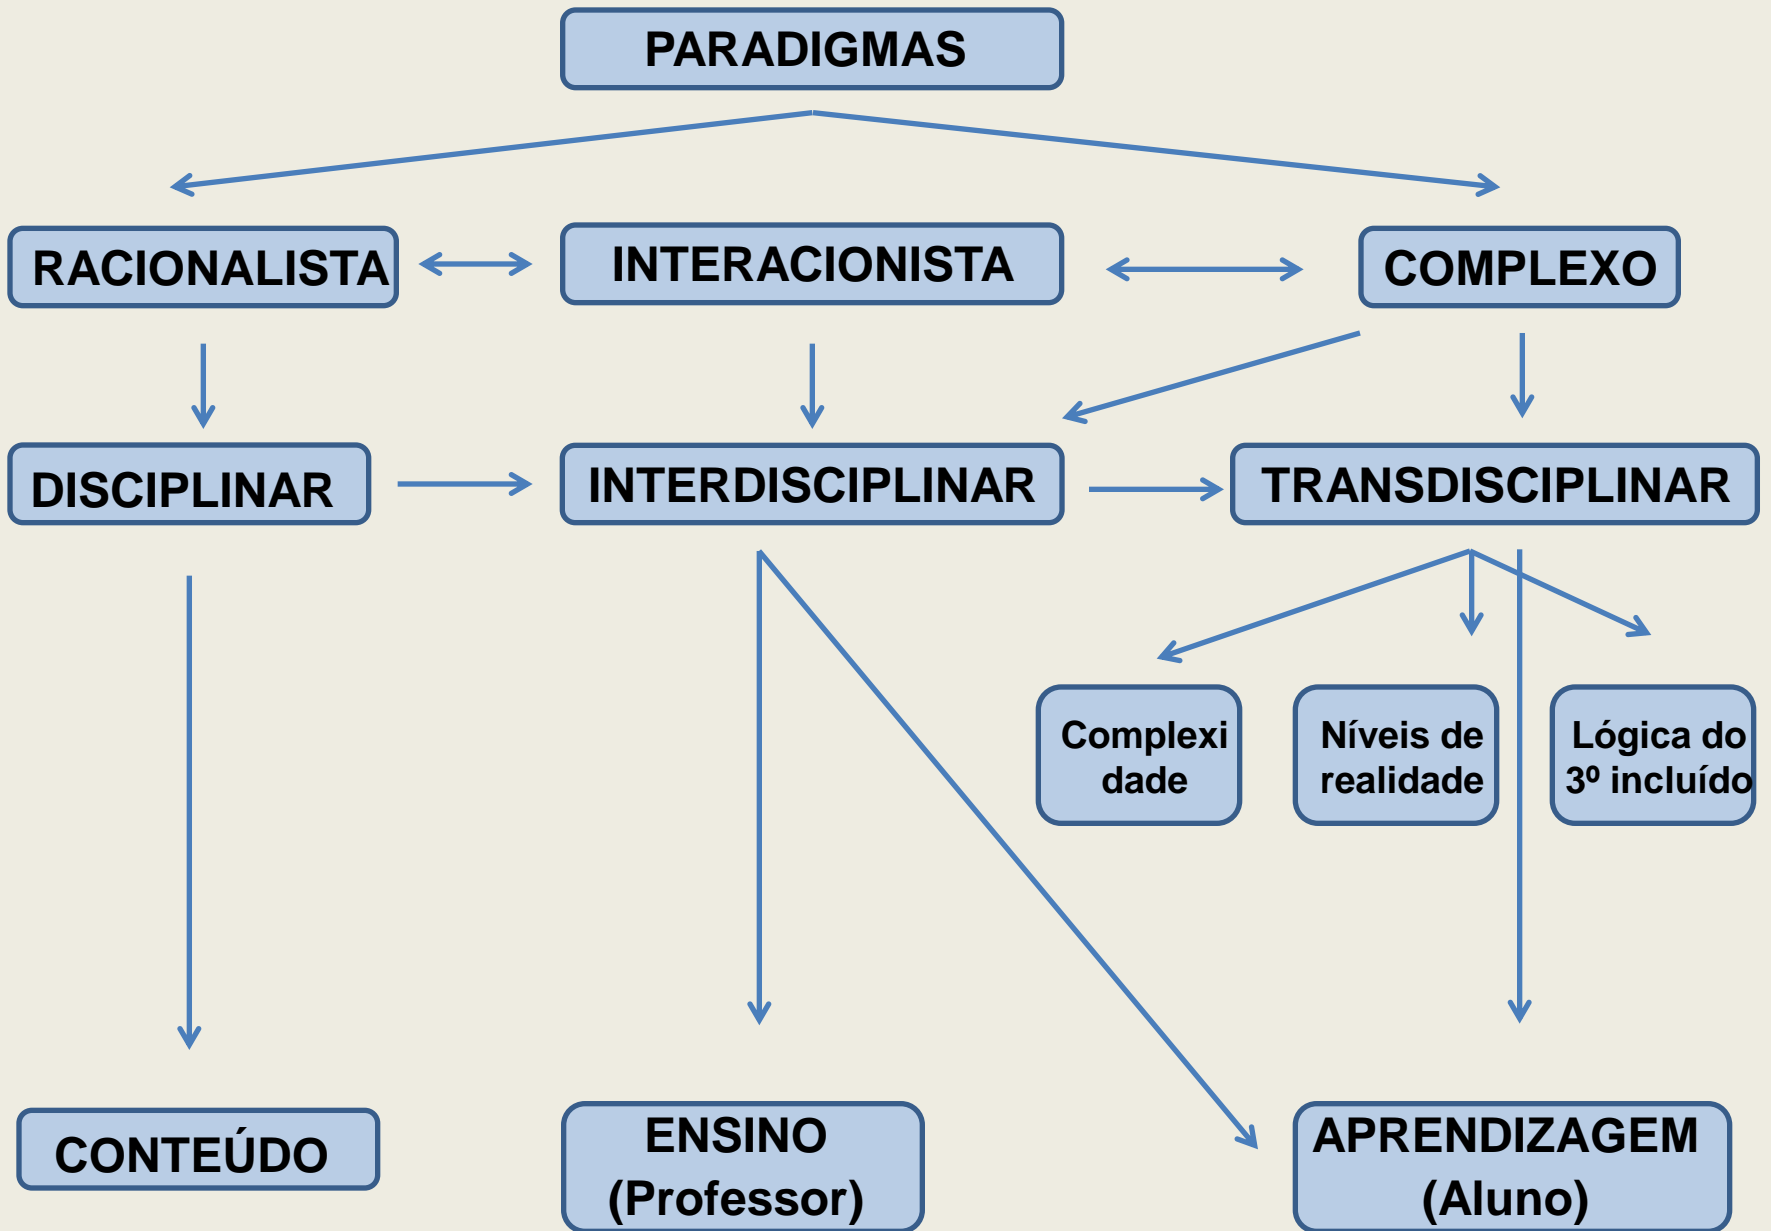 PARADIGMAS
RACIONALISTA
INTERACIONISTA
COMPLEXO
DISCIPLINAR
INTERDISCIPLINAR
TRANSDISCIPLINAR
Complexi
dade
Níveis de
realidade
Lógica do
3º incluído
CONTEÚDO
ENSINO
(Professor)
APRENDIZAGEM
(Aluno)